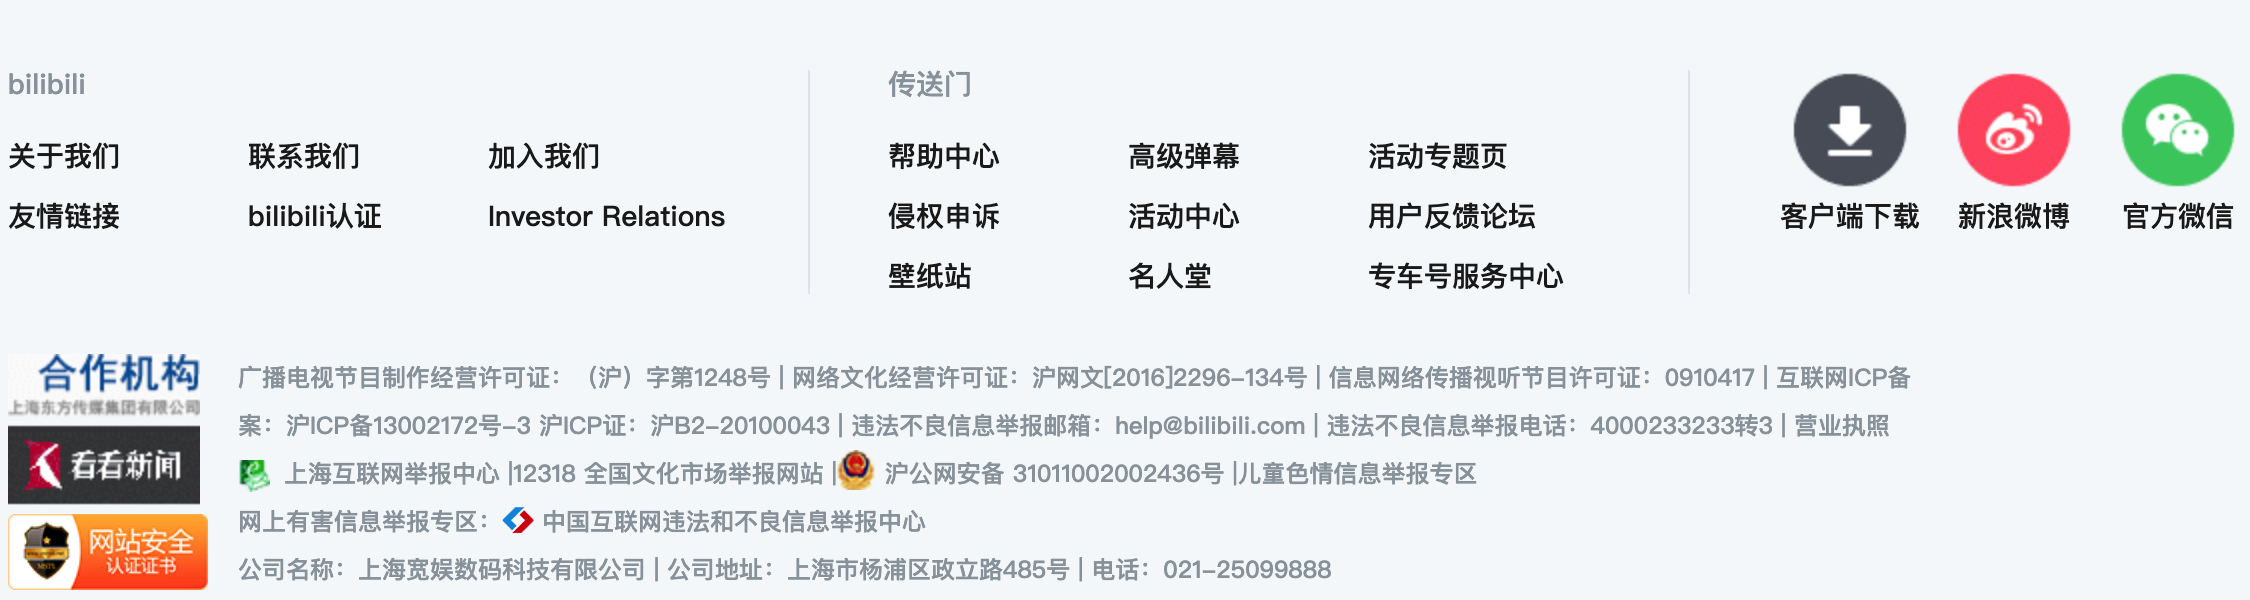 bilibili
关于我们 联系我们 加入我们
友情链接 bilibili认证 Investor Relations
传送门
帮助中心 高级弹幕 活动专题页
侵权申诉 活动中心 用户反馈论坛
壁纸站 名人堂 专车号服务中心
客户端下载 新浪微博 官方微信
合作机构
上海东方传媒集团有限公司
看看新闻
网站安全
认证证书
广播电视节目制作经营许可证：（沪）字第1248号 | 网络文化经营许可证：沪网文[2016]2296-134号 | 信息网络传播视听节目许可证：0910417 | 互联网ICP备
案：沪ICP备13002172号-3 沪ICP证：沪B2-20100043 | 违法不良信息举报邮箱：help@bilibili.com | 违法不良信息举报电话：4000233233转3 | 营业执照
上海互联网举报中心 |12318 全国文化市场举报网站 | 沪公网安备 31011002002436号 |儿童色情信息举报专区
网上有害信息举报专区： 中国互联网违法和不良信息举报中心
公司名称：上海宽娱数码科技有限公司 | 公司地址：上海市杨浦区政立路485号 | 电话：021-25099888